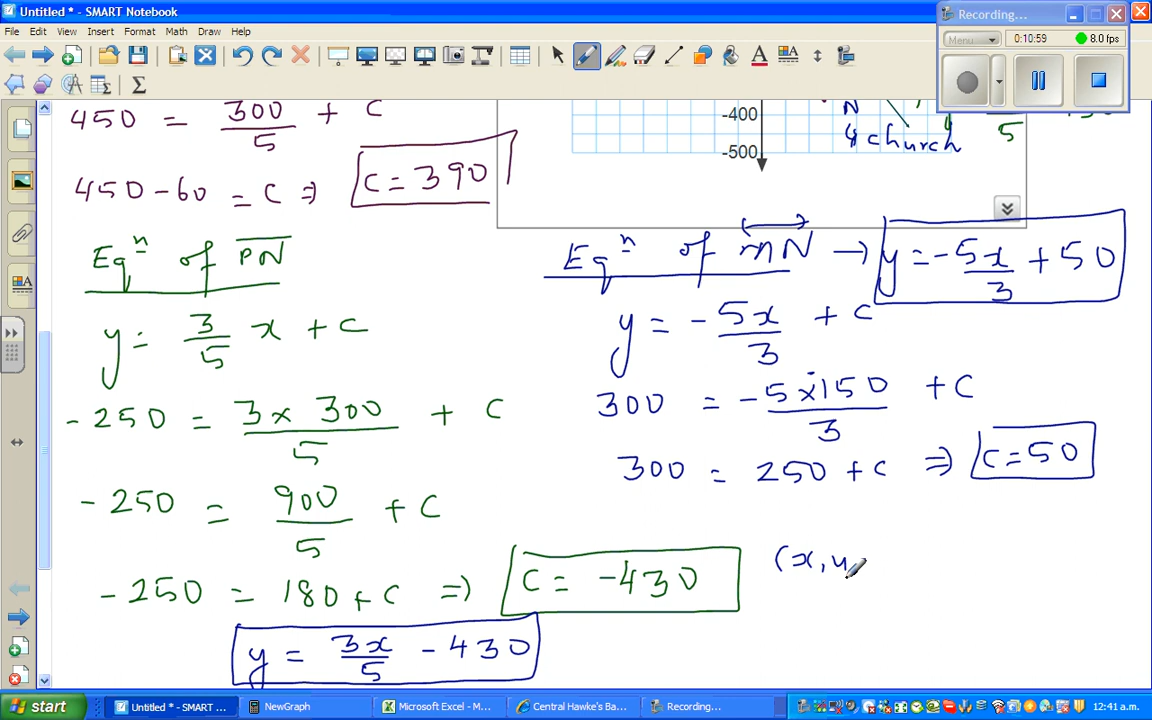 Untitled * - SMART Notebook
File Edit View Insert Format Math Draw Help
Recording...
Menu 0:10:59 8.0 fps
450 = 300/5 + C
450 - 60 = C ⇒ C = 390
-400
-500
N
church
5
Eqⁿ of PN
y = 3/5 x + C
-250 = 3 x 300/5 + C
-250 = 900/5 + C
-250 = 180 + C ⇒ C = -430
y = 3x/5 - 430
Eqⁿ of mN → y = -5x/3 + 50
y = -5x/3 + C
300 = -5 x -150/3 + C
300 = 250 + C ⇒ C = 50
(x, y
start Untitled * - SMART ... NewGraph Microsoft Excel - M... Central Hawke's Ba... Recording... 12:41 a.m.